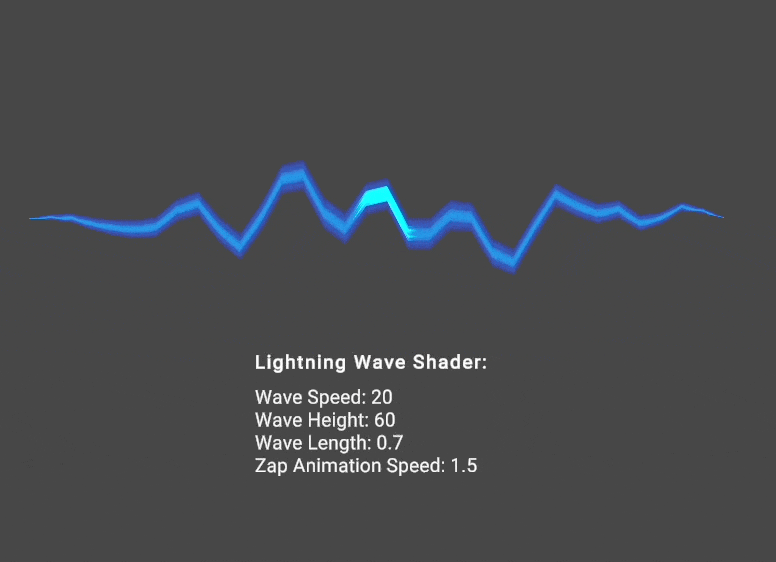 Lightning Wave Shader:
Wave Speed: 20
Wave Height: 60
Wave Length: 0.7
Zap Animation Speed: 1.5